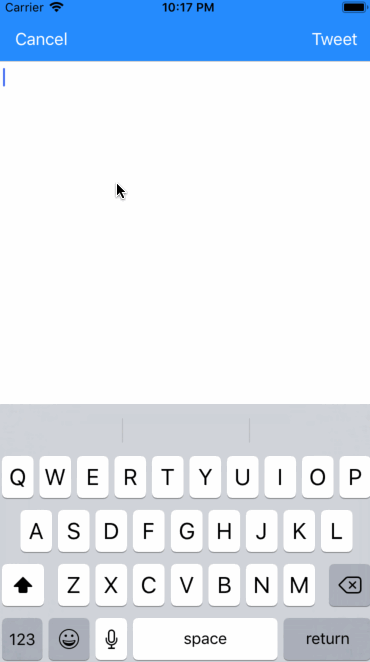 Carrier 10:17 PM
Cancel Tweet
Q W E R T Y U I O P
A S D F G H J K L
Z X C V B N M
123 space return